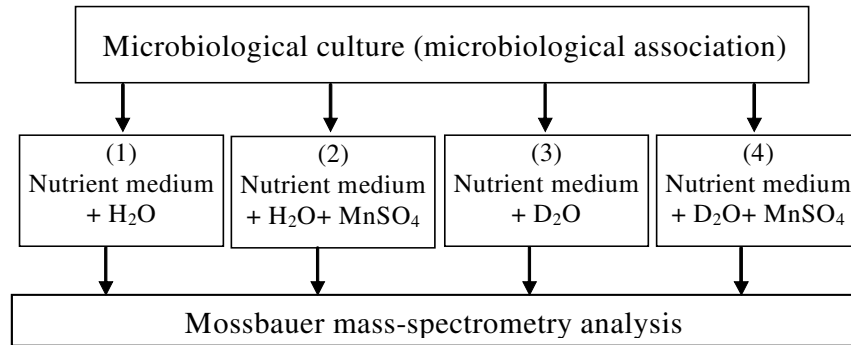 Microbiological culture (microbiological association)
(1)
Nutrient medium
+ H₂O
(2)
Nutrient medium
+ H₂O+ MnSO₄
(3)
Nutrient medium
+ D₂O
(4)
Nutrient medium
+ D₂O+ MnSO₄
Mossbauer mass-spectrometry analysis